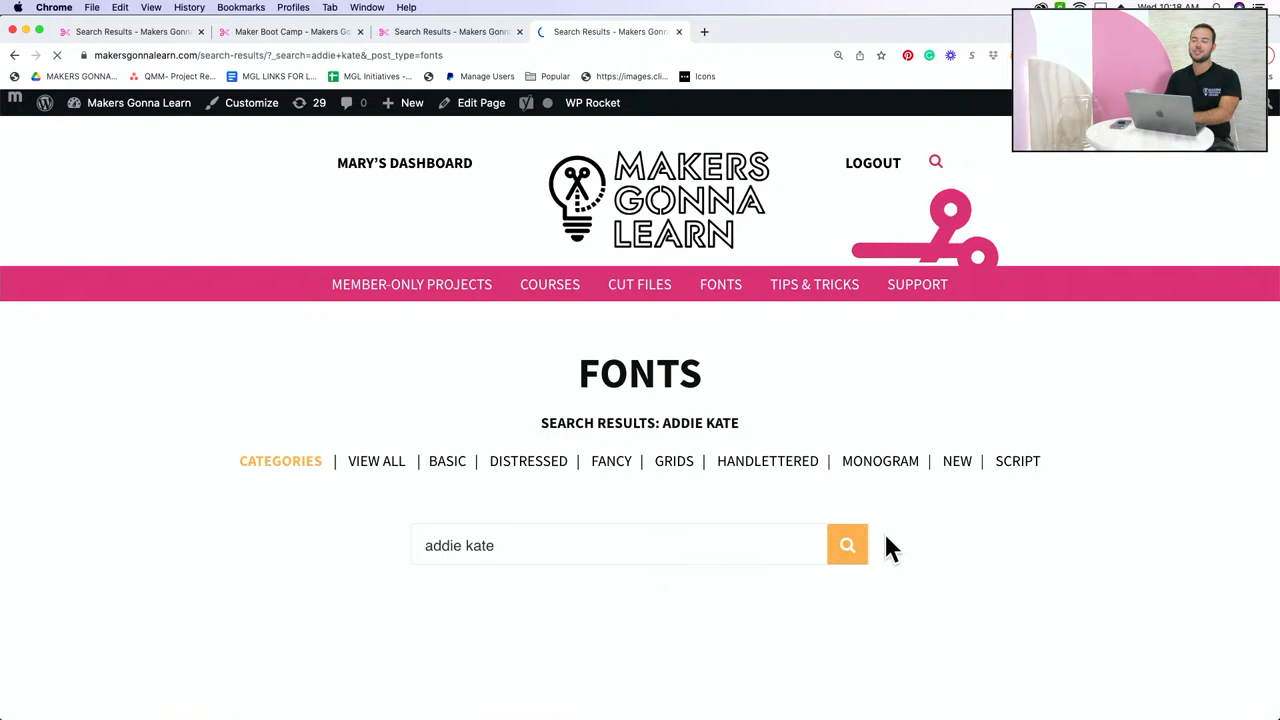 Chrome File Edit View History Bookmarks Profiles Tab Window Help
Search Results - Makers Gonn Maker Boot Camp - Makers Go Search Results - Makers Gonn Search Results - Makers Gonn
makersgonnalearn.com/search-results/?_search=addie+kate&_post_type=fonts
MAKERS GONNA... QMM- Project Re... MGL LINKS FOR L... MGL Initiatives -... Manage Users Popular https://images.cli... Icons
Makers Gonna Learn Customize 29 0 New Edit Page WP Rocket
MARY'S DASHBOARD
MAKERS
GONNA
LEARN
LOGOUT
MEMBER-ONLY PROJECTS COURSES CUT FILES FONTS TIPS & TRICKS SUPPORT
FONTS
SEARCH RESULTS: ADDIE KATE
CATEGORIES | VIEW ALL | BASIC | DISTRESSED | FANCY | GRIDS | HANDLETTERED | MONOGRAM | NEW | SCRIPT
addie kate